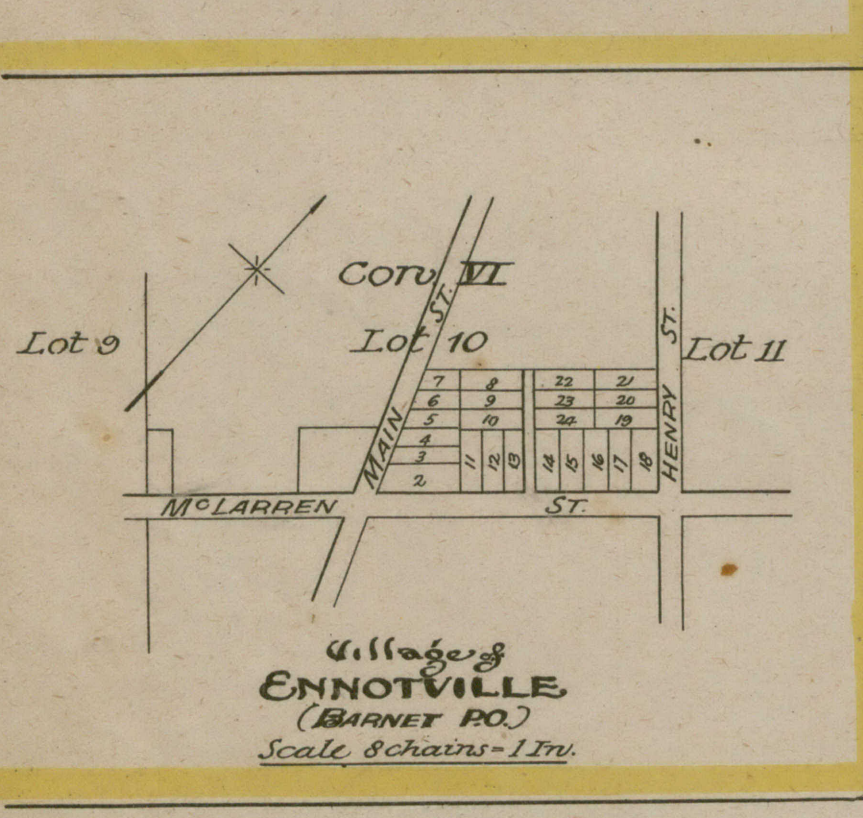 Con VI
Lot 9
Lot 10
Lot 11
MAIN ST.
HENRY ST.
7 8 22 21
6 9 23 20
5 10 24 19
4
3
2
11 12 13 14 15 16 17 18
McLARREN ST.
Village of
ENNOTVILLE
(BARNET P.O.)
Scale 8 chains = 1 In.